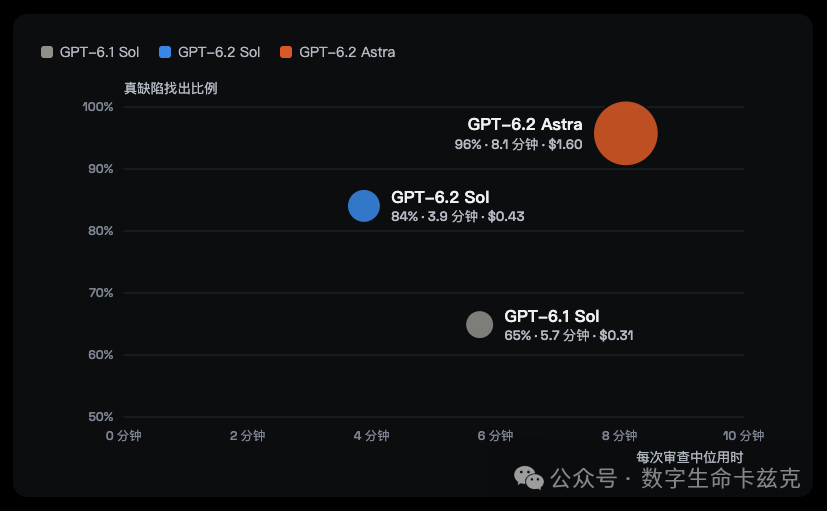 GPT-6.1 Sol GPT-6.2 Sol GPT-6.2 Astra
真缺陷找出比例
100%
GPT-6.2 Astra
96% · 8.1 分钟 · $1.60
90%
GPT-6.2 Sol
84% · 3.9 分钟 · $0.43
80%
70%
GPT-6.1 Sol
65% · 5.7 分钟 · $0.31
60%
50%
0 分钟 2 分钟 4 分钟 6 分钟 8 分钟 10 分钟
每次审查中位用时
公众号 · 数字生命卡兹克